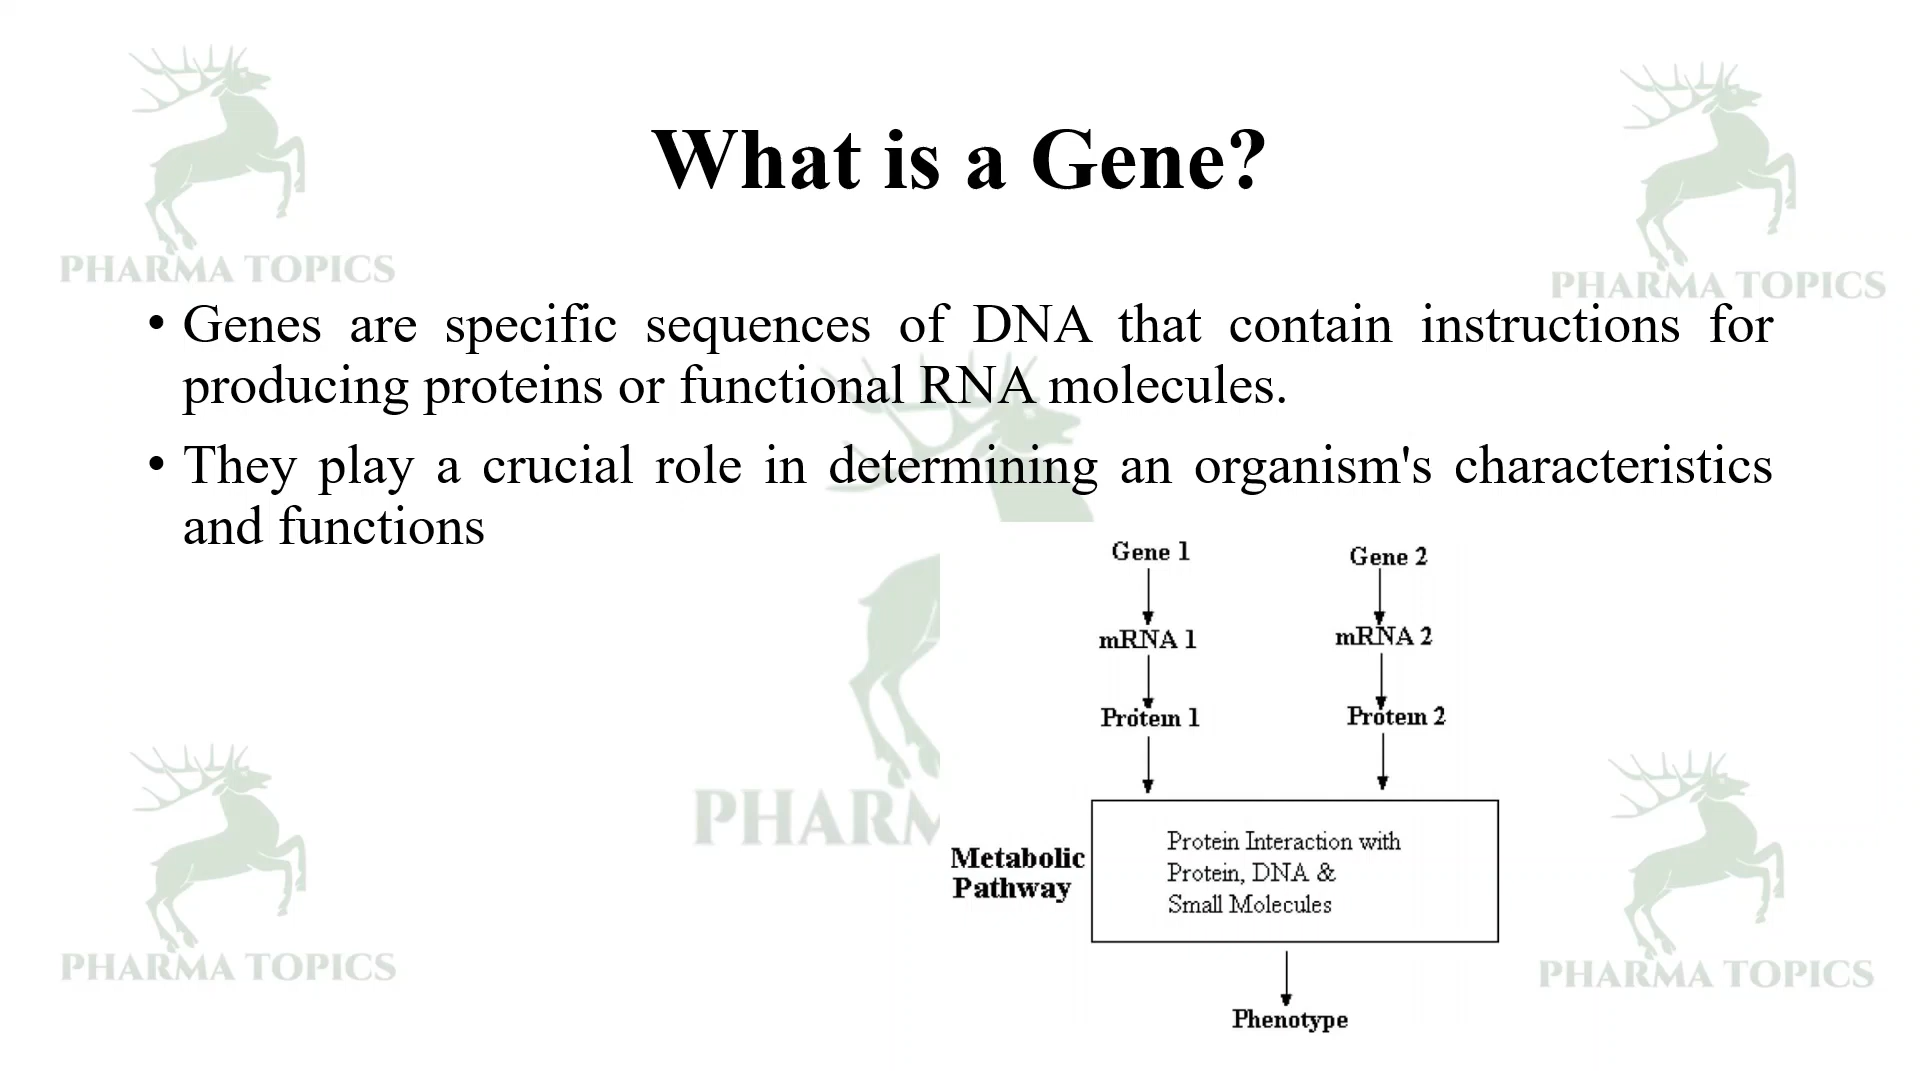 What is a Gene?
PHARMA TOPICS
PHARMA TOPICS
• Genes are specific sequences of DNA that contain instructions for
producing proteins or functional RNA molecules.
• They play a crucial role in determining an organism's characteristics
and functions
Gene 1
Gene 2
mRNA 1
mRNA 2
Protein 1
Protein 2
PHARM
Metabolic
Pathway
Protein Interaction with
Protein, DNA &
Small Molecules
PHARMA TOPICS
PHARMA TOPICS
Phenotype